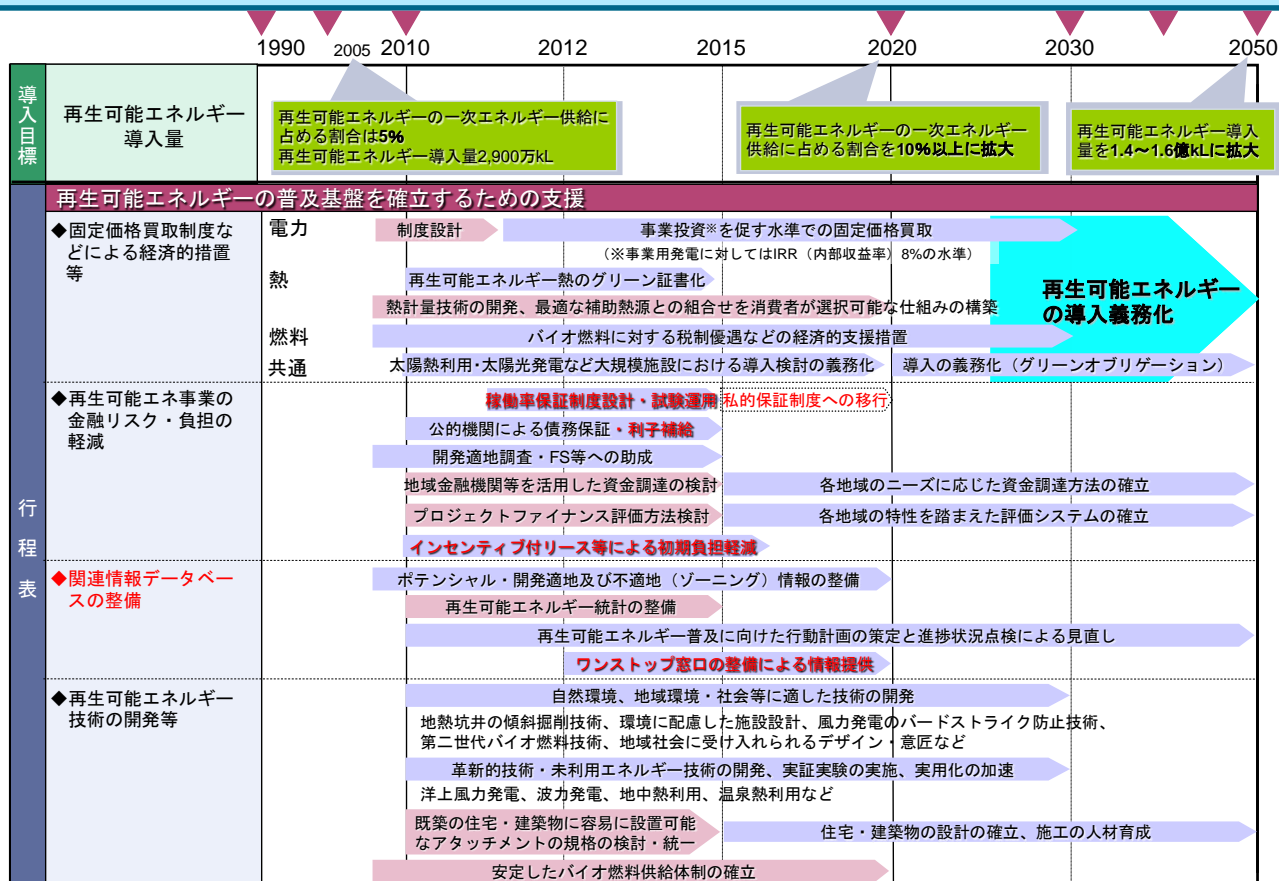 1990 2005 2010 2012 2015 2020 2030 2050
導入目標
再生可能エネルギー
導入量
再生可能エネルギーの一次エネルギー供給に
占める割合は5%
再生可能エネルギー導入量2,900万kL
再生可能エネルギーの一次エネルギー
供給に占める割合を10%以上に拡大
再生可能エネルギー導入
量を1.4～1.6億kLに拡大
行程表
再生可能エネルギーの普及基盤を確立するための支援
◆固定価格買取制度な
どによる経済的措置
等
電力
制度設計
事業投資※を促す水準での固定価格買取
（※事業用発電に対してはIRR（内部収益率）8%の水準）
熱
再生可能エネルギー熱のグリーン証書化
熱計量技術の開発、最適な補助熱源との組合せを消費者が選択可能な仕組みの構築
燃料
バイオ燃料に対する税制優遇などの経済的支援措置
共通
太陽熱利用・太陽光発電など大規模施設における導入検討の義務化
導入の義務化（グリーンオブリゲーション）
再生可能エネルギー
の導入義務化
◆再生可能エネ事業の
金融リスク・負担の
軽減
稼働率保証制度設計・試験運用
私的保証制度への移行
公的機関による債務保証・利子補給
開発適地調査・FS等への助成
地域金融機関等を活用した資金調達の検討
各地域のニーズに応じた資金調達方法の確立
プロジェクトファイナンス評価方法検討
各地域の特性を踏まえた評価システムの確立
インセンティブ付リース等による初期負担軽減
◆関連情報データベー
スの整備
ポテンシャル・開発適地及び不適地（ゾーニング）情報の整備
再生可能エネルギー統計の整備
再生可能エネルギー普及に向けた行動計画の策定と進捗状況点検による見直し
ワンストップ窓口の整備による情報提供
◆再生可能エネルギー
技術の開発等
自然環境、地域環境・社会等に適した技術の開発
地熱坑井の傾斜掘削技術、環境に配慮した施設設計、風力発電のバードストライク防止技術、
第二世代バイオ燃料技術、地域社会に受け入れられるデザイン・意匠など
革新的技術・未利用エネルギー技術の開発、実証実験の実施、実用化の加速
洋上風力発電、波力発電、地中熱利用、温泉熱利用など
既築の住宅・建築物に容易に設置可能
なアタッチメントの規格の検討・統一
住宅・建築物の設計の確立、施工の人材育成
安定したバイオ燃料供給体制の確立